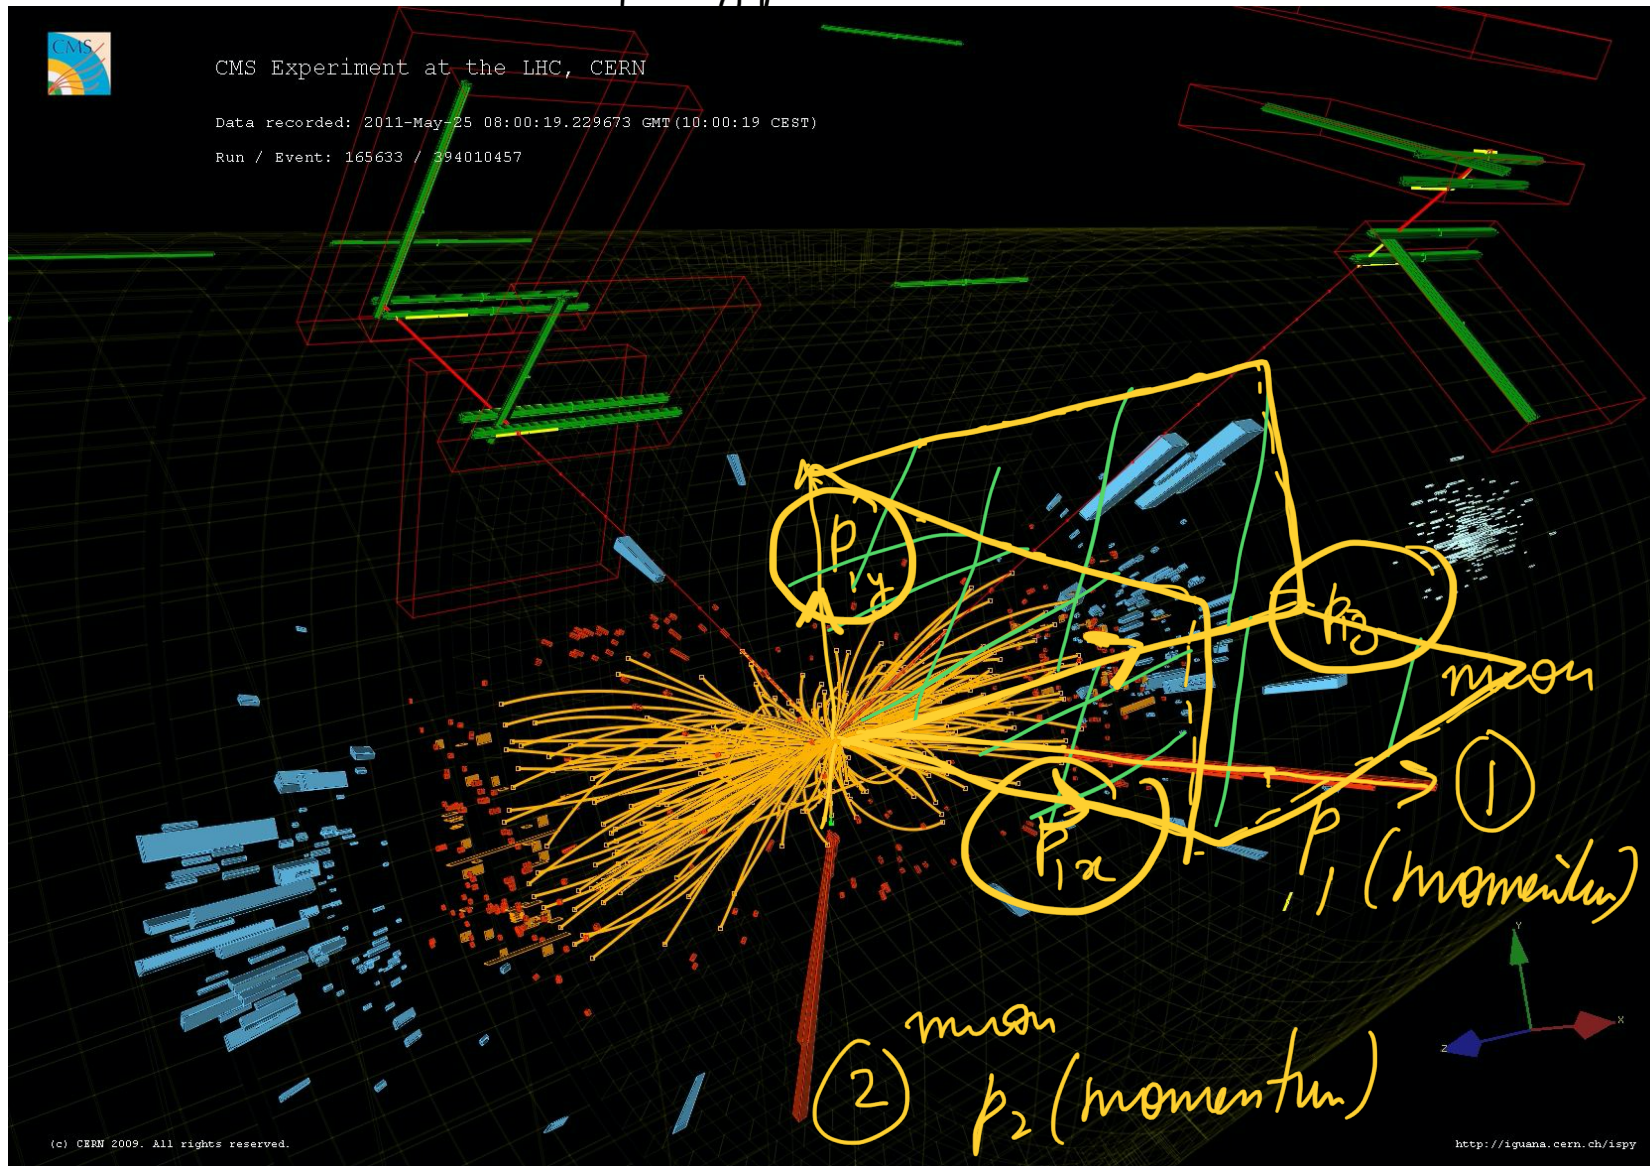 CMS
CMS Experiment at the LHC, CERN
Data recorded: 2011-May-25 08:00:19.229673 GMT(10:00:19 CEST)
Run / Event: 165633 / 394010457
P1y
P1z
muon
1
P1x
P1 (momentum)
muon
2
P2 (momentum)
Y
X
Z
(c) CERN 2009. All rights reserved.
http://iguana.cern.ch/ispy